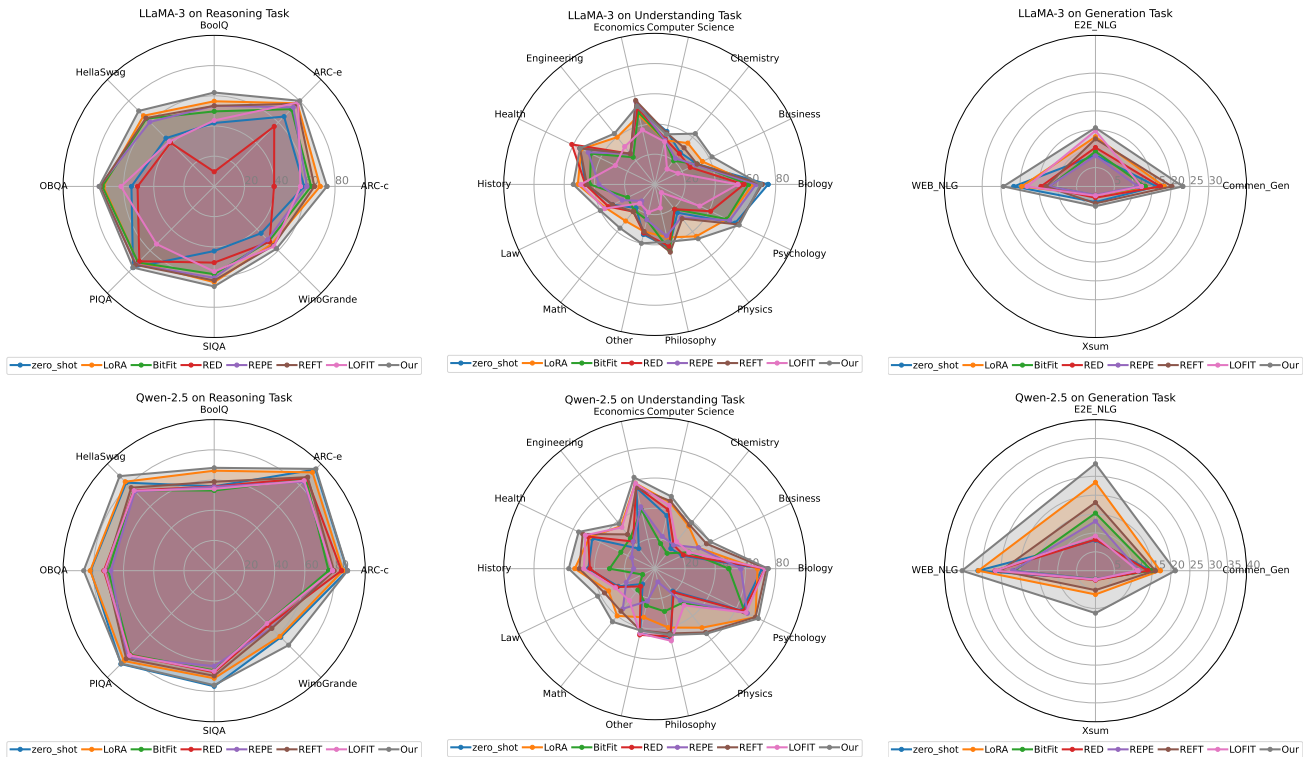 LLaMA-3 on Reasoning Task
BoolQ
HellaSwag
ARC-e
OBQA
20
40
80
ARC-c
PIQA
WinoGrande
SIQA
zero_shot LoRA BitFit RED REPE REFT LOFIT Our
LLaMA-3 on Understanding Task
Economics Computer Science
Engineering
Chemistry
Health
Business
History
80
Biology
Law
Psychology
Math
Physics
Other
Philosophy
zero_shot LoRA BitFit RED REPE REFT LOFIT Our
LLaMA-3 on Generation Task
E2E_NLG
WEB_NLG
15 20 25 30
Commen_Gen
Xsum
zero_shot LoRA BitFit RED REPE REFT LOFIT Our
Qwen-2.5 on Reasoning Task
BoolQ
HellaSwag
ARC-e
OBQA
ARC-c
PIQA
WinoGrande
SIQA
zero_shot LoRA BitFit RED REPE REFT LOFIT Our
Qwen-2.5 on Understanding Task
Economics Computer Science
Engineering
Chemistry
Health
Business
History
80
Biology
Law
Psychology
Math
Physics
Other
Philosophy
zero_shot LoRA BitFit RED REPE REFT LOFIT Our
Qwen-2.5 on Generation Task
E2E_NLG
WEB_NLG
15 20 25 30 35 40
Commen_Gen
Xsum
zero_shot LoRA BitFit RED REPE REFT LOFIT Our